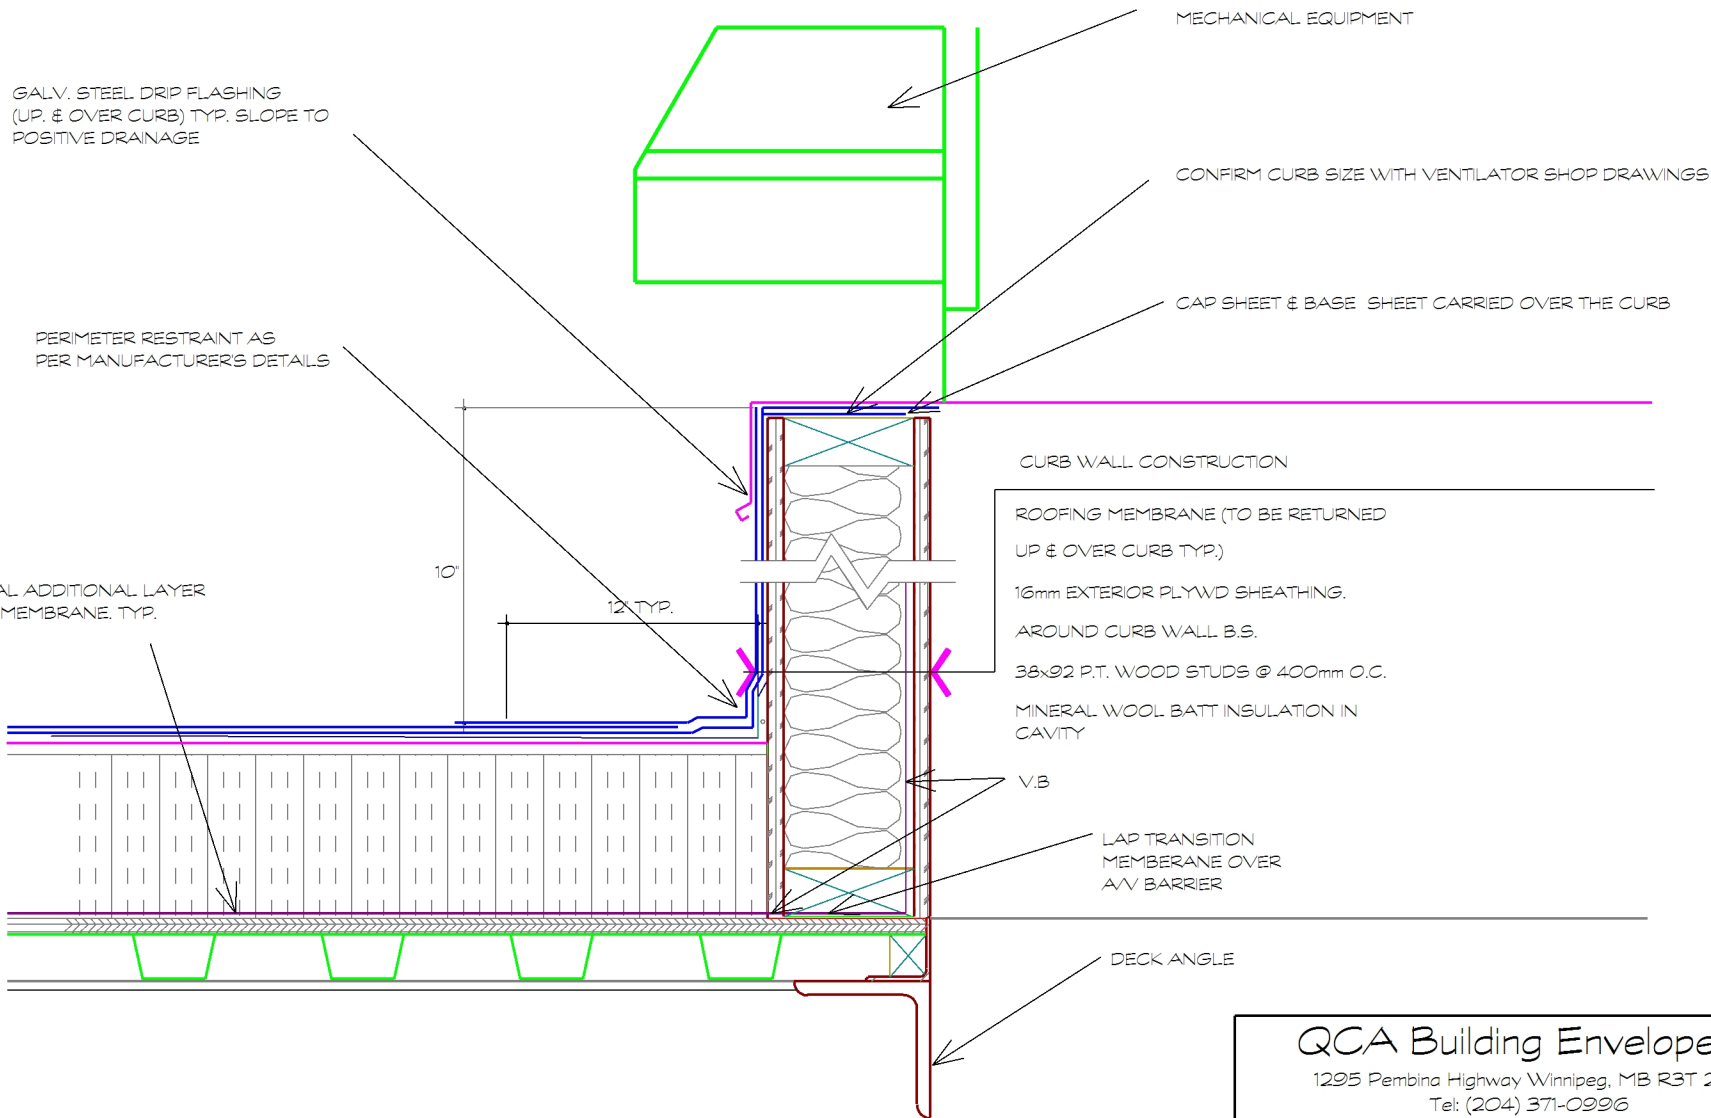 MECHANICAL EQUIPMENT
GALV. STEEL DRIP FLASHING
(UP. & OVER CURB) TYP. SLOPE TO
POSITIVE DRAINAGE
CONFIRM CURB SIZE WITH VENTILATOR SHOP DRAWINGS
CAP SHEET & BASE SHEET CARRIED OVER THE CURB
PERIMETER RESTRAINT AS
PER MANUFACTURER'S DETAILS
CURB WALL CONSTRUCTION
ROOFING MEMBRANE (TO BE RETURNED
UP & OVER CURB TYP.)
10"
16mm EXTERIOR PLYWD SHEATHING.
AL ADDITIONAL LAYER
MEMBRANE. TYP.
12" TYP.
AROUND CURB WALL B.S.
38x92 P.T. WOOD STUDS @ 400mm O.C.
MINERAL WOOL BATT INSULATION IN
CAVITY
V.B
LAP TRANSITION
MEMBERANE OVER
A/V BARRIER
DECK ANGLE
QCA Building Envelope
1295 Pembina Highway Winnipeg, MB R3T 2
Tel: (204) 371-0996